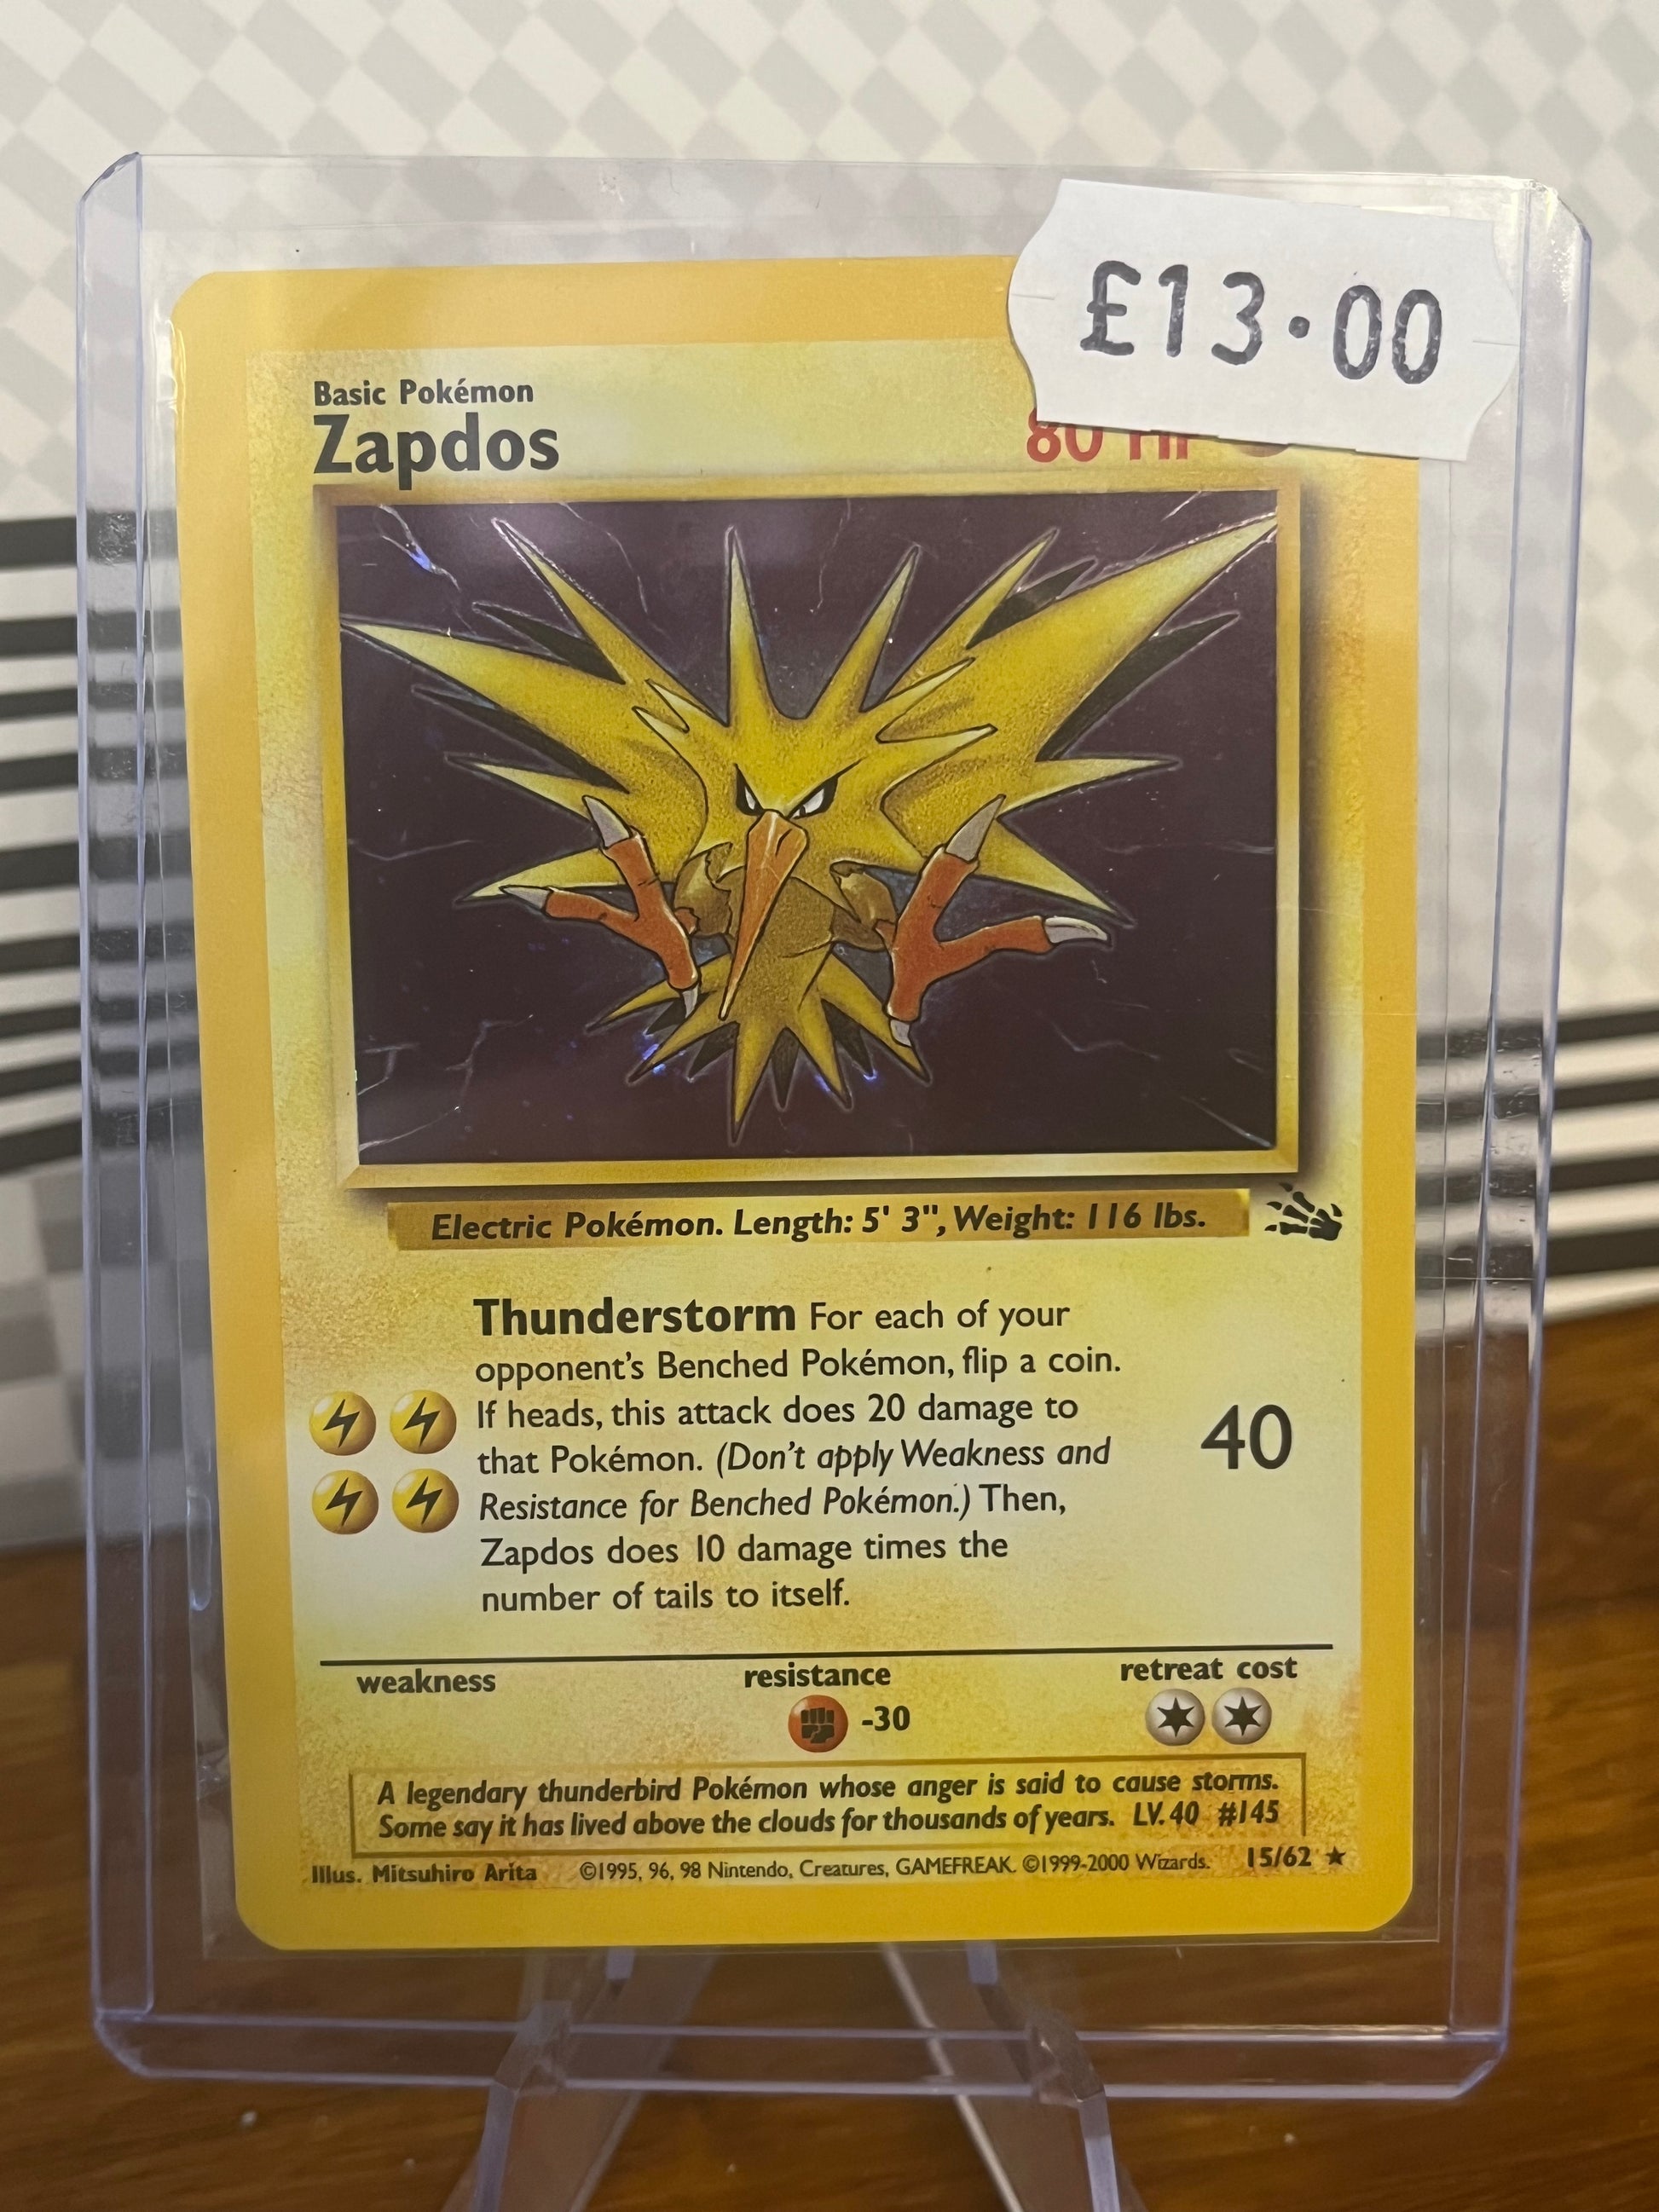 £13.00
Basic Pokémon
Zapdos
80 HP
Electric Pokémon. Length: 5' 3", Weight: 116 lbs.
Thunderstorm For each of your
opponent's Benched Pokémon, flip a coin.
If heads, this attack does 20 damage to
that Pokémon. (Don't apply Weakness and
Resistance for Benched Pokémon.) Then,
Zapdos does 10 damage times the
number of tails to itself.
40
weakness
resistance
retreat cost
-30
A legendary thunderbird Pokémon whose anger is said to cause storms.
Some say it has lived above the clouds for thousands of years. LV. 40 #145
Illus. Mitsuhiro Arita ©1995, 96, 98 Nintendo, Creatures, GAMEFREAK. ©1999-2000 Wizards. 15/62 ★